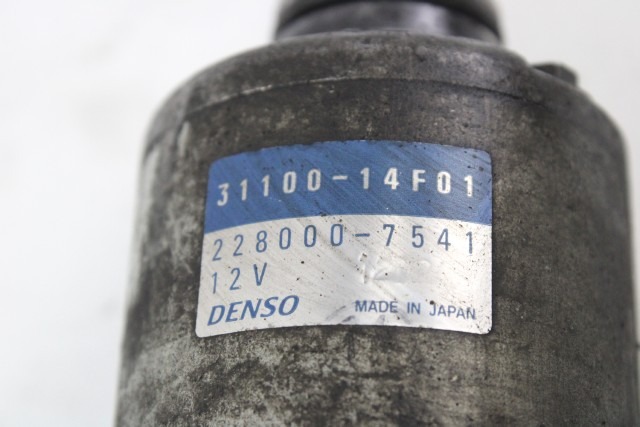 31100-14F01
228000-7541
12V
DENSO MADE IN JAPAN